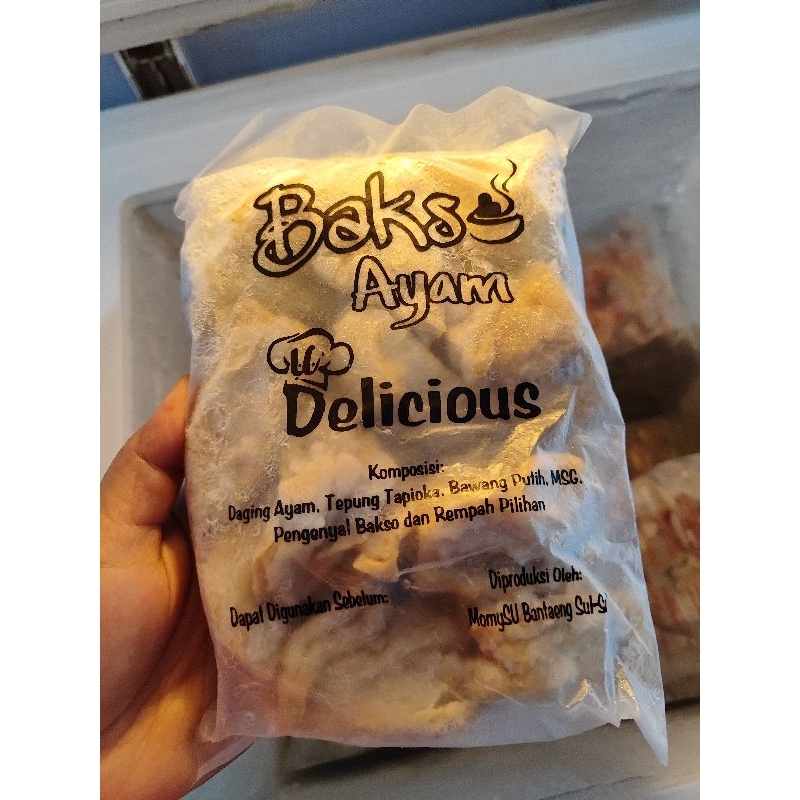 Bakso
Ayam
Delicious
Komposisi:
Daging Ayam, Tepung Tapioka, Bawang Putih, MSG,
Pengenyal Bakso dan Rempah Pilihan
Diproduksi Oleh:
Dapat Digunakan Sebelum:
MomySU Bantaeng